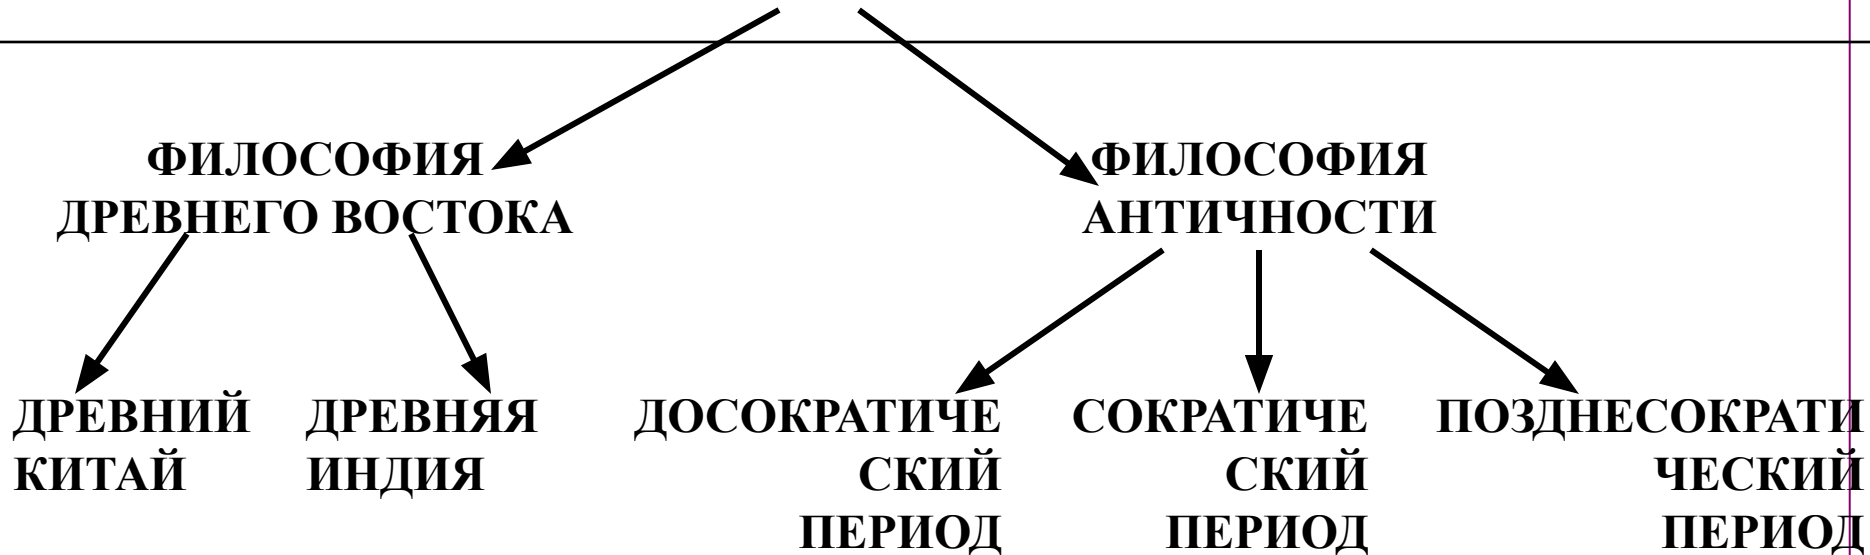 ФИЛОСОФИЯ
ДРЕВНЕГО ВОСТОКА
ФИЛОСОФИЯ
АНТИЧНОСТИ
ДРЕВНИЙ
КИТАЙ
ДРЕВНЯЯ
ИНДИЯ
ДОСОКРАТИЧЕ
СКИЙ
ПЕРИОД
СОКРАТИЧЕ
СКИЙ
ПЕРИОД
ПОЗДНЕСОКРАТИ
ЧЕСКИЙ
ПЕРИОД